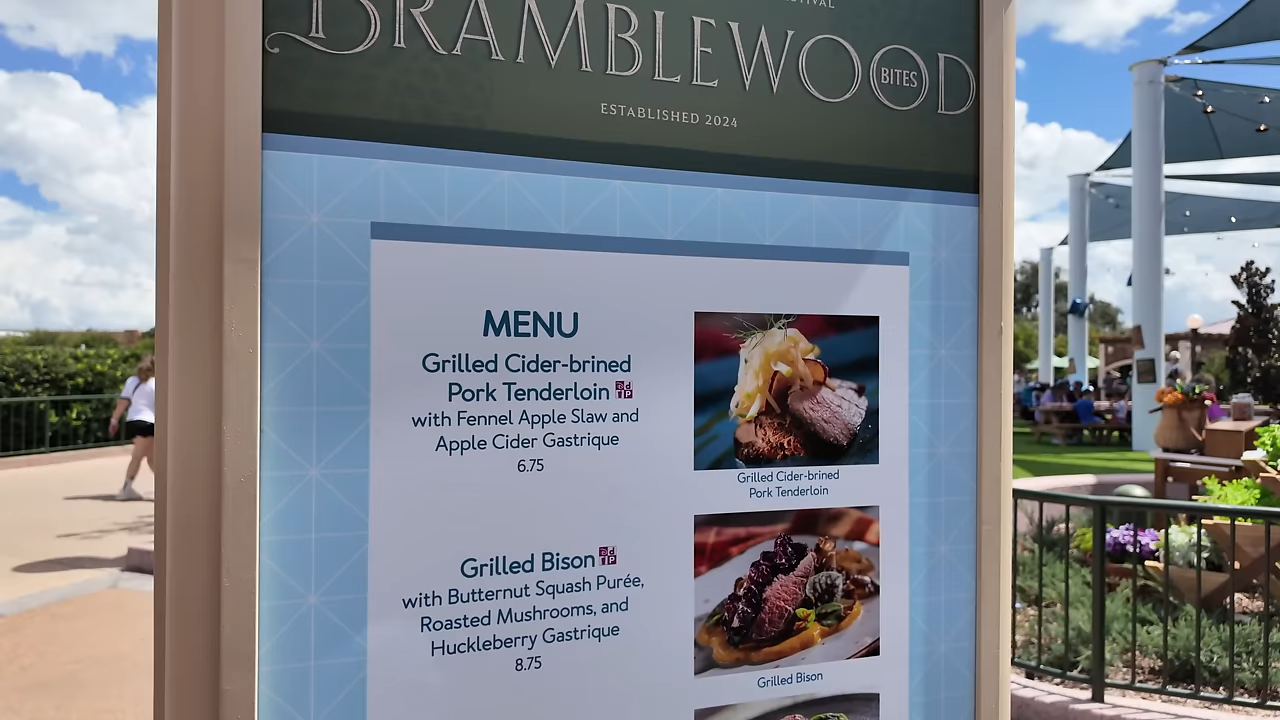 BRAMBLEWOOD
BITES
ESTABLISHED 2024
MENU
Grilled Cider-brined
Pork Tenderloin
with Fennel Apple Slaw and
Apple Cider Gastrique
6.75
Grilled Cider-brined
Pork Tenderloin
Grilled Bison
with Butternut Squash Purée,
Roasted Mushrooms, and
Huckleberry Gastrique
8.75
Grilled Bison